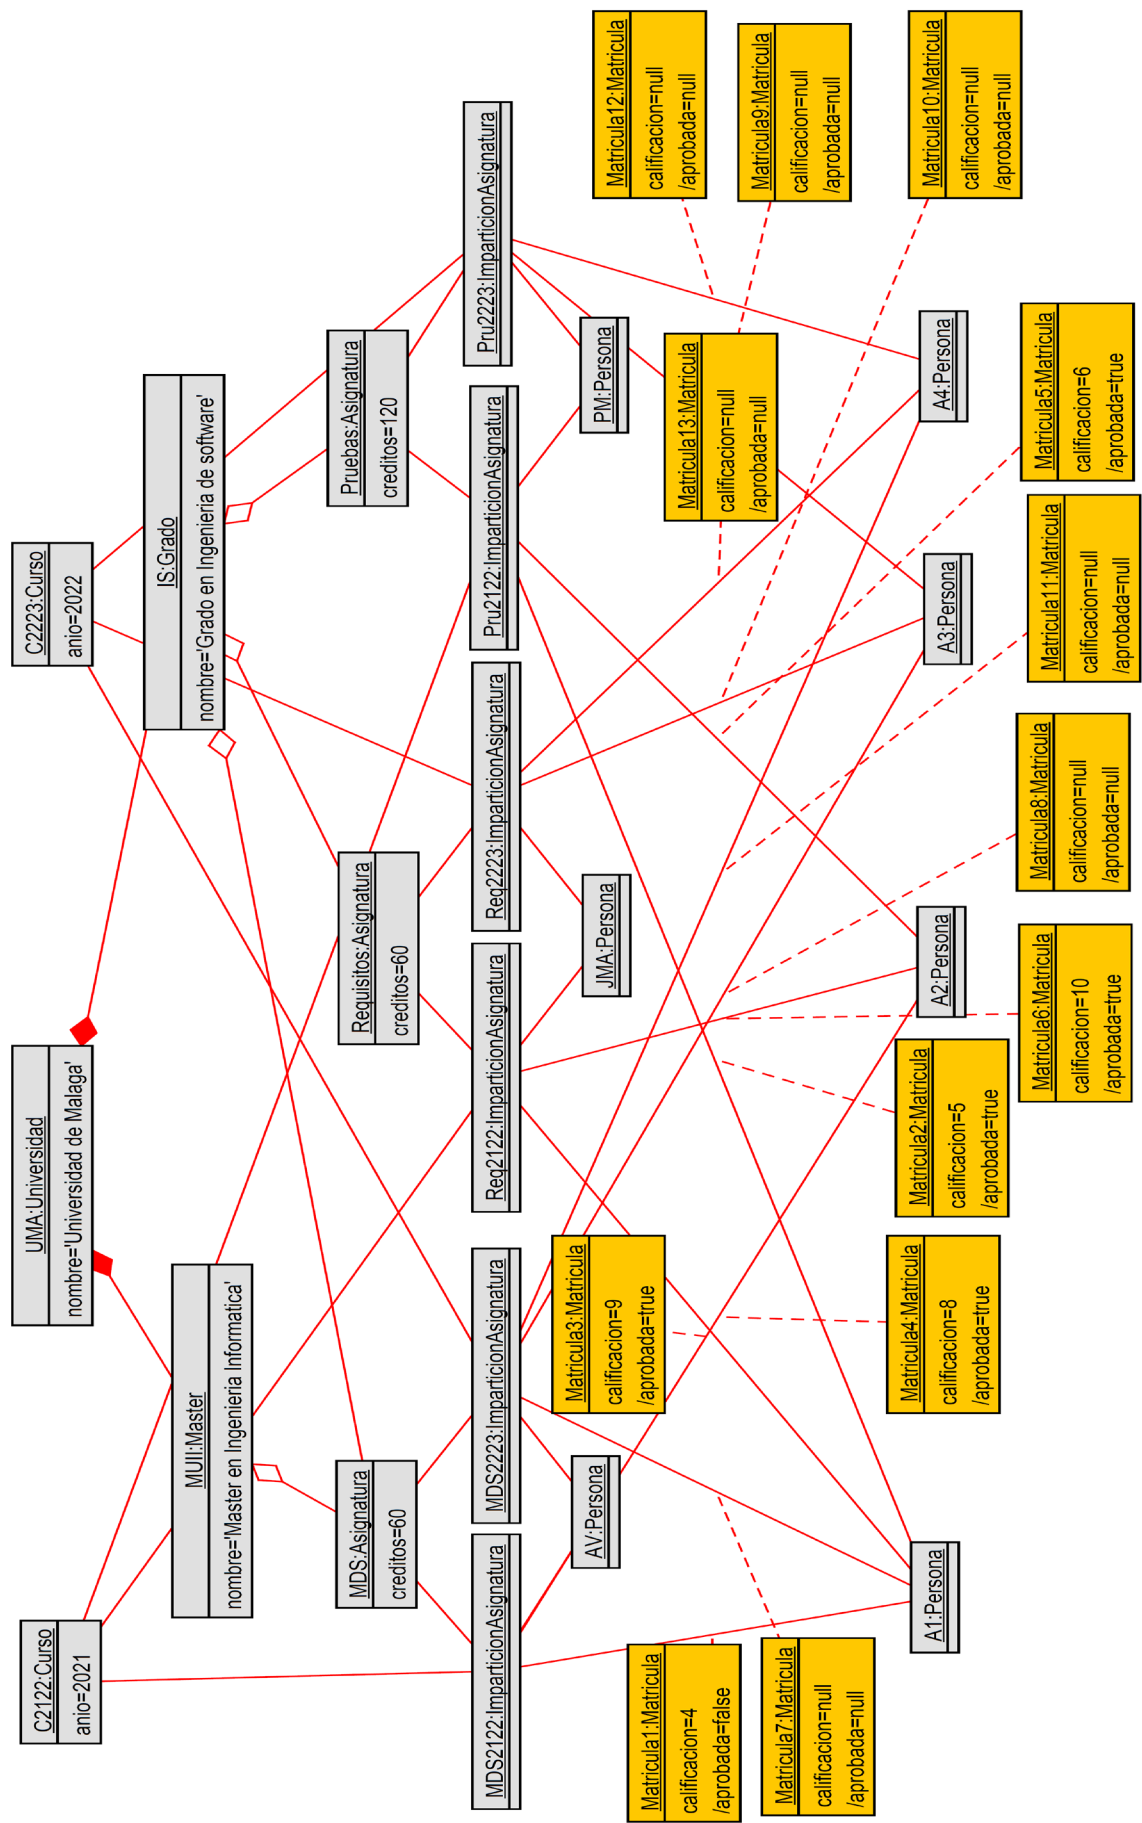 C2122:Curso
anio=2021
UMA:Universidad
nombre='Universidad de Malaga'
C2223:Curso
anio=2022
MUII:Master
nombre='Master en Ingenieria Informatica'
IS:Grado
nombre='Grado en Ingenieria de software'
MDS:Asignatura
creditos=60
Requisitos:Asignatura
creditos=60
Pruebas:Asignatura
creditos=120
MDS2122:ImparticionAsignatura
MDS2223:ImparticionAsignatura
Req2122:ImparticionAsignatura
Req2223:ImparticionAsignatura
Pru2122:ImparticionAsignatura
Pru2223:ImparticionAsignatura
AV:Persona
JMA:Persona
PM:Persona
Matricula1:Matricula
calificacion=4
/aprobada=false
Matricula3:Matricula
calificacion=9
/aprobada=true
Matricula12:Matricula
calificacion=null
/aprobada=null
Matricula13:Matricula
calificacion=null
/aprobada=null
Matricula9:Matricula
calificacion=null
/aprobada=null
Matricula7:Matricula
calificacion=null
/aprobada=null
A1:Persona
A2:Persona
A3:Persona
A4:Persona
Matricula4:Matricula
calificacion=8
/aprobada=true
Matricula2:Matricula
calificacion=5
/aprobada=true
Matricula10:Matricula
calificacion=null
/aprobada=null
Matricula6:Matricula
calificacion=10
/aprobada=true
Matricula8:Matricula
calificacion=null
/aprobada=null
Matricula11:Matricula
calificacion=null
/aprobada=null
Matricula5:Matricula
calificacion=6
/aprobada=true